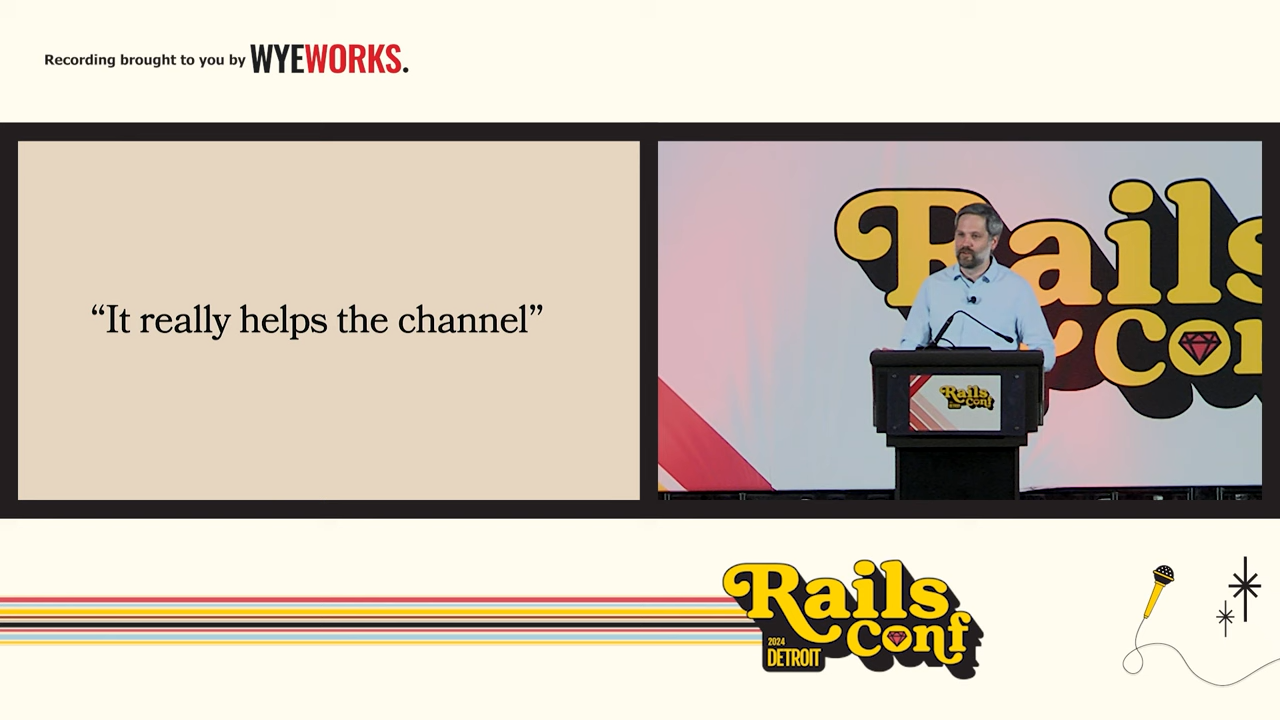 Recording brought to you by WYEWORKS.
“It really helps the channel”
Rails
conf
Rails
Conf
Rails
conf
2024
DETROIT